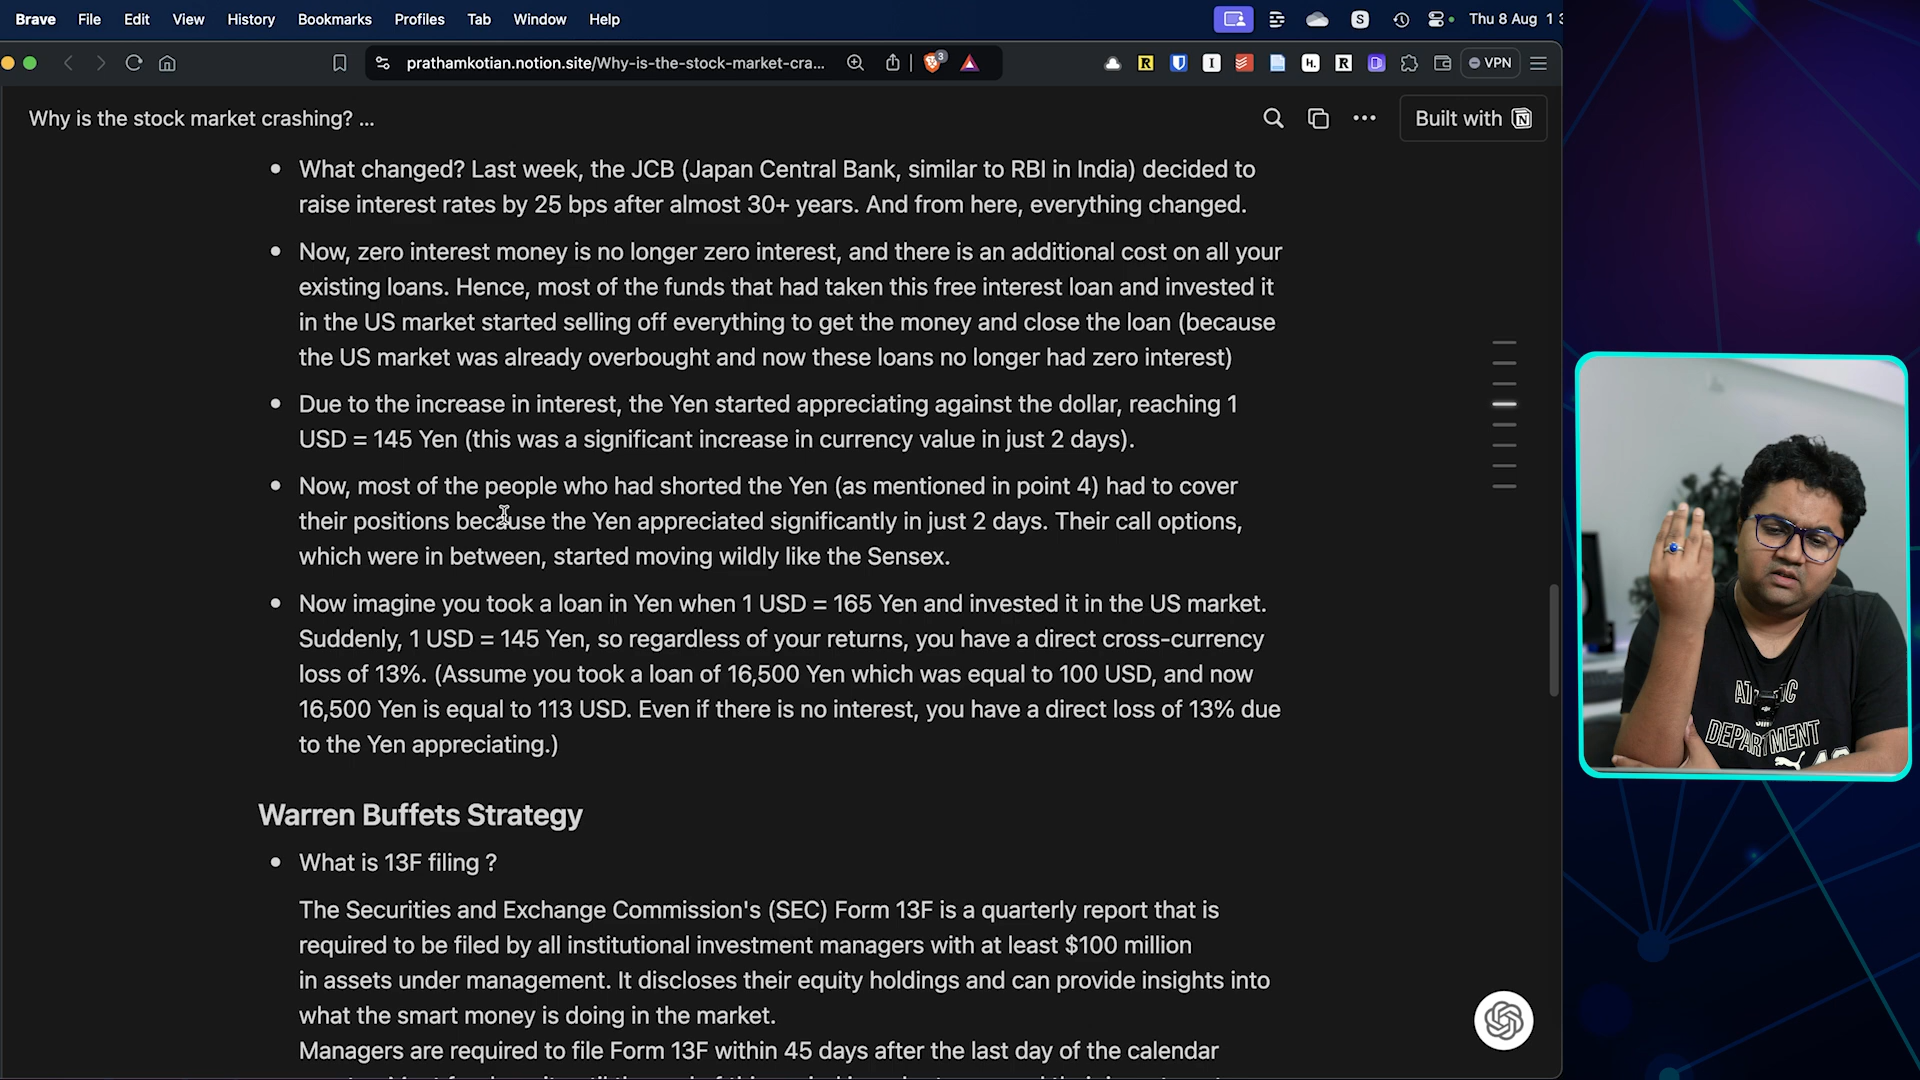 Brave File Edit View History Bookmarks Profiles Tab Window Help
S
Thu 8 Aug 1
prathamkotian.notion.site/Why-is-the-stock-market-cra...
3
VPN
Why is the stock market crashing? ...
Built with
What changed? Last week, the JCB (Japan Central Bank, similar to RBI in India) decided to
raise interest rates by 25 bps after almost 30+ years. And from here, everything changed.
Now, zero interest money is no longer zero interest, and there is an additional cost on all your
existing loans. Hence, most of the funds that had taken this free interest loan and invested it
in the US market started selling off everything to get the money and close the loan (because
the US market was already overbought and now these loans no longer had zero interest)
Due to the increase in interest, the Yen started appreciating against the dollar, reaching 1
USD = 145 Yen (this was a significant increase in currency value in just 2 days).
Now, most of the people who had shorted the Yen (as mentioned in point 4) had to cover
their positions because the Yen appreciated significantly in just 2 days. Their call options,
which were in between, started moving wildly like the Sensex.
Now imagine you took a loan in Yen when 1 USD = 165 Yen and invested it in the US market.
Suddenly, 1 USD = 145 Yen, so regardless of your returns, you have a direct cross-currency
loss of 13%. (Assume you took a loan of 16,500 Yen which was equal to 100 USD, and now
16,500 Yen is equal to 113 USD. Even if there is no interest, you have a direct loss of 13% due
to the Yen appreciating.)
Warren Buffets Strategy
What is 13F filing ?
The Securities and Exchange Commission's (SEC) Form 13F is a quarterly report that is
required to be filed by all institutional investment managers with at least $100 million
in assets under management. It discloses their equity holdings and can provide insights into
what the smart money is doing in the market.
Managers are required to file Form 13F within 45 days after the last day of the calendar